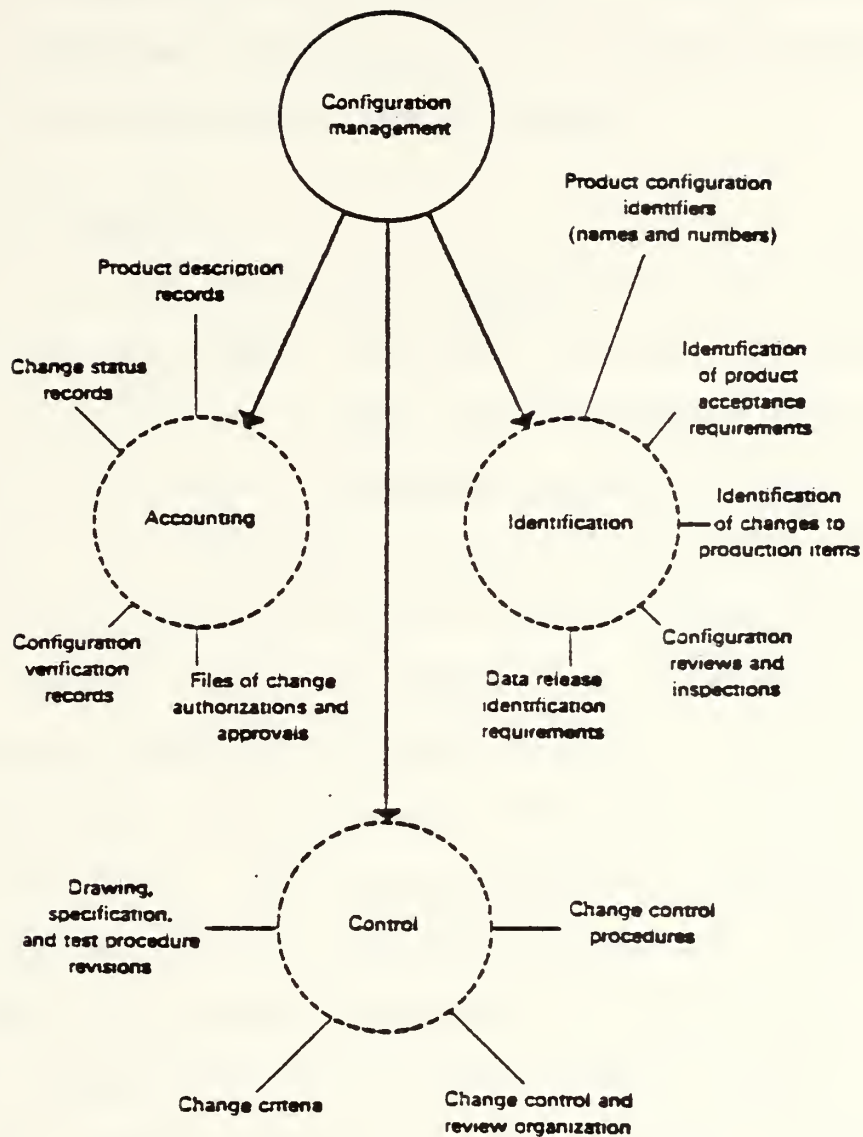 Configuration
management
Product configuration
identifiers
(names and numbers)
Product description
records
Change status
records
Identification
of product
acceptance
requirements
Accounting
Identification
Identification
of changes to
production items
Configuration
verification
records
Files of change
authorizations and
approvals
Data release
identification
requirements
Configuration
reviews and
inspections
Drawing,
specification,
and test procedure
revisions
Control
Change control
procedures
Change criteria
Change control and
review organization